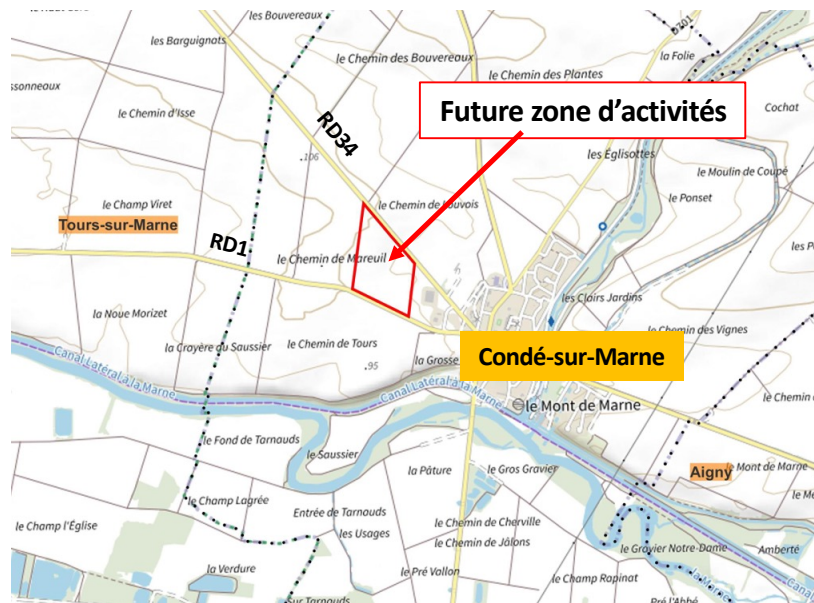 les Bouvereaux
les Barguignats
D201
la Folie
le Chemin des Bouvereaux
le Chemin des Plantes
ssonneaux
le Chemin d'Isse
Future zone d'activités
Cochat
RD34
106
les Églisottes
le Moulin de Coupé
le Champ Viret
le Chemin de Louvois
le Ponset
Tours-sur-Marne
RD1
le Chemin de Mareuil
les P
les Clairs Jardins
la Noue Morizet
le Chemin des Vignes
la Crayère du Saussier
le Chemin de Tours
95
la Grosse
Condé-sur-Marne
Canal Latéral à la Marne
Canal Latéral à la Marne
le Chemin
le Mont de Marne
le Fond de Tarnauds
le Saussier
la Pâture
le Gros Gravier
Aigny
le Mont de Marne
le Champ Lagrée
le Me
Entrée de Tarnauds
le Champ l'Église
les Usages
le Chemin de Cherville
le Chemin de Jâlons
le Gravier Notre-Dame
Amberté
la Verdure
le Pré Vallon
le Champ Rapinat
la Marne
Canal
Sur Tarnauds
Pré l'Abbé